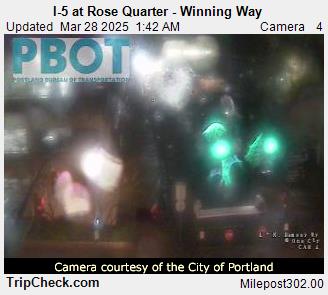 I-5 at Rose Quarter - Winning Way
Updated Mar 28 2025 1:42 AM Camera 4
PBOT
PORTLAND BUREAU OF TRANSPORTATION
Camera courtesy of the City of Portland
TripCheck.com Milepost302.00